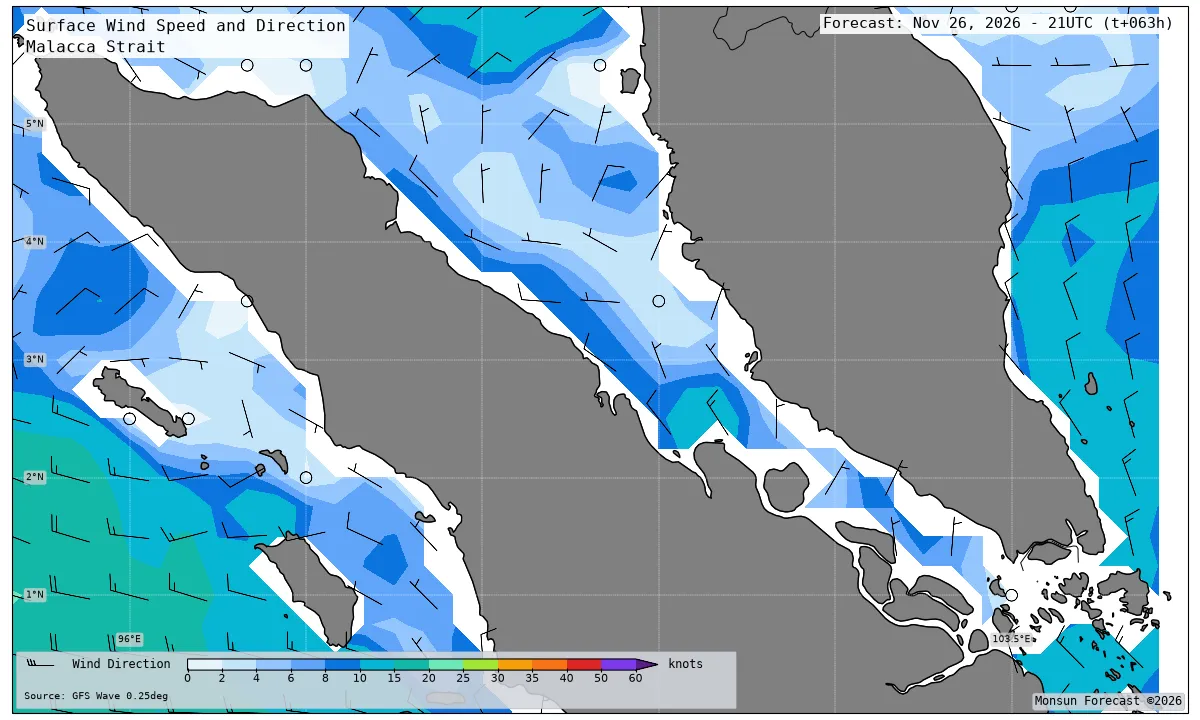 Surface Wind Speed and Direction
Malacca Strait
Forecast: Nov 26, 2026 - 21UTC (t+063h)
5°N
4°N
3°N
2°N
1°N
96°E
103.5°E
Wind Direction
knots
0 2 4 6 8 10 15 20 25 30 35 40 50 60
Source: GFS Wave 0.25deg
Monsun Forecast ©2026